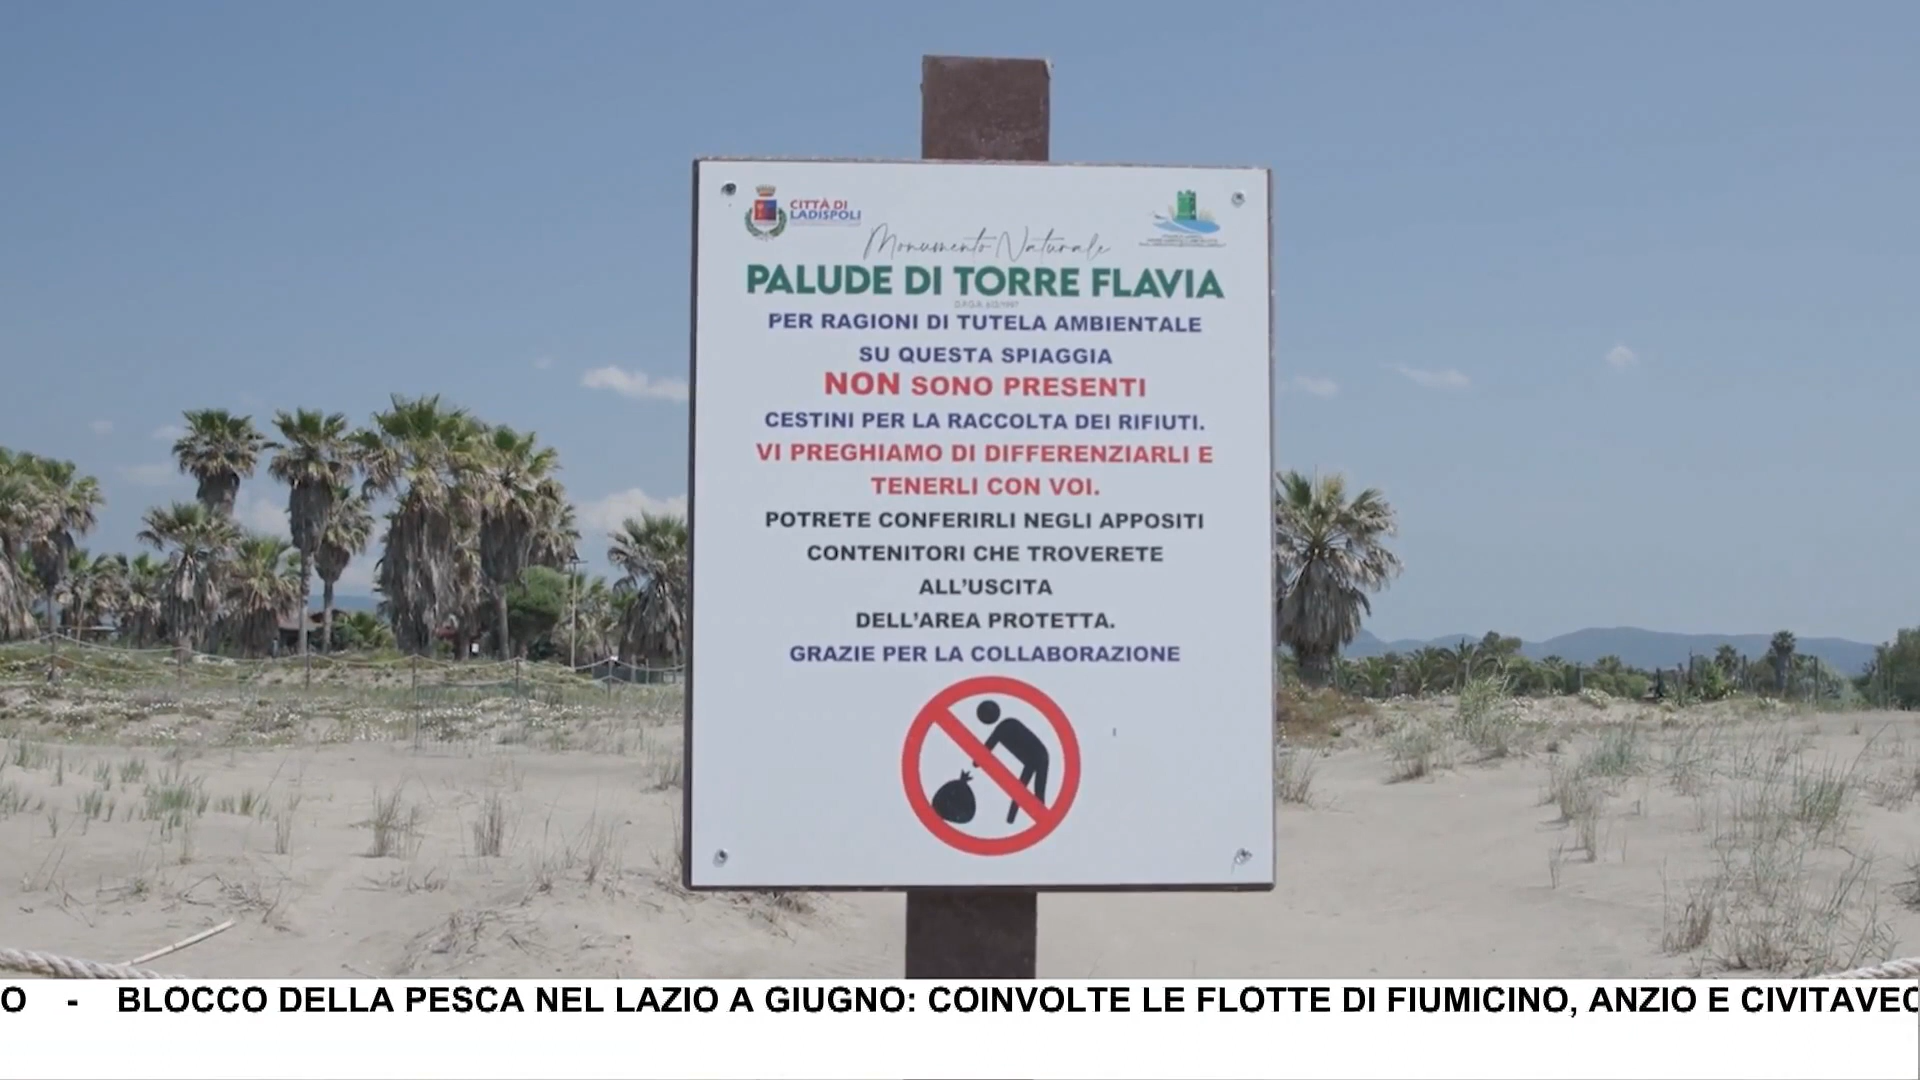 CITTÀ DI
LADISPOLI
Monumento Naturale
PALUDE DI TORRE FLAVIA
PER RAGIONI DI TUTELA AMBIENTALE
SU QUESTA SPIAGGIA
NON SONO PRESENTI
CESTINI PER LA RACCOLTA DEI RIFIUTI.
VI PREGHIAMO DI DIFFERENZIARLI E
TENERLI CON VOI.
POTRETE CONFERIRLI NEGLI APPOSITI
CONTENITORI CHE TROVERETE
ALL’USCITA
DELL’AREA PROTETTA.
GRAZIE PER LA COLLABORAZIONE
O - BLOCCO DELLA PESCA NEL LAZIO A GIUGNO: COINVOLTE LE FLOTTE DI FIUMICINO, ANZIO E CIVITAVEC